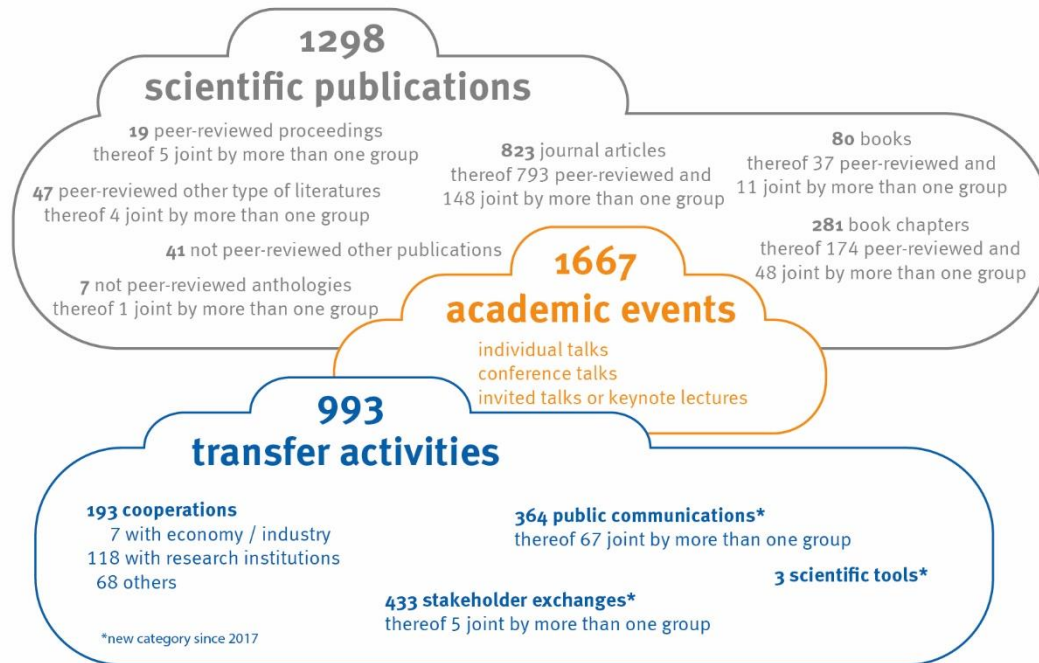 1298
scientific publications
19 peer-reviewed proceedings
thereof 5 joint by more than one group
47 peer-reviewed other type of literatures
thereof 4 joint by more than one group
41 not peer-reviewed other publications
7 not peer-reviewed anthologies
thereof 1 joint by more than one group
823 journal articles
thereof 793 peer-reviewed and
148 joint by more than one group
80 books
thereof 37 peer-reviewed and
11 joint by more than one group
281 book chapters
thereof 174 peer-reviewed and
48 joint by more than one group
1667
academic events
individual talks
conference talks
invited talks or keynote lectures
993
transfer activities
193 cooperations
7 with economy / industry
118 with research institutions
68 others
364 public communications*
thereof 67 joint by more than one group
3 scientific tools*
433 stakeholder exchanges*
thereof 5 joint by more than one group
*new category since 2017